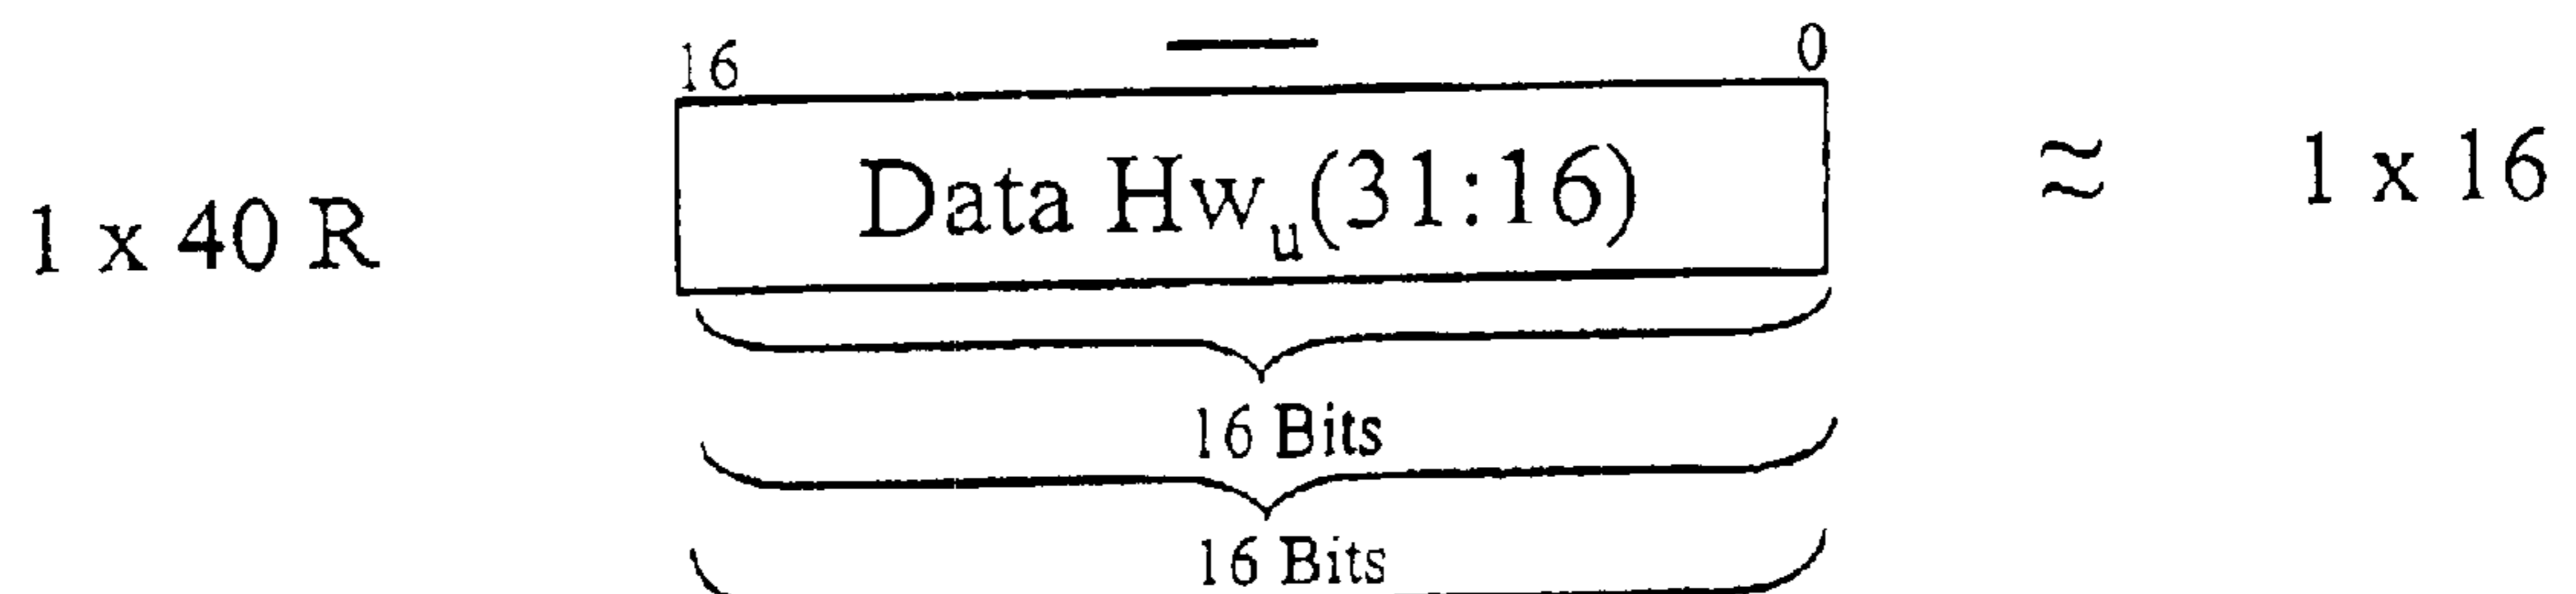 16 0
1 x 40 R Data Hwu(31:16) ≈ 1 x 16
16 Bits
16 Bits